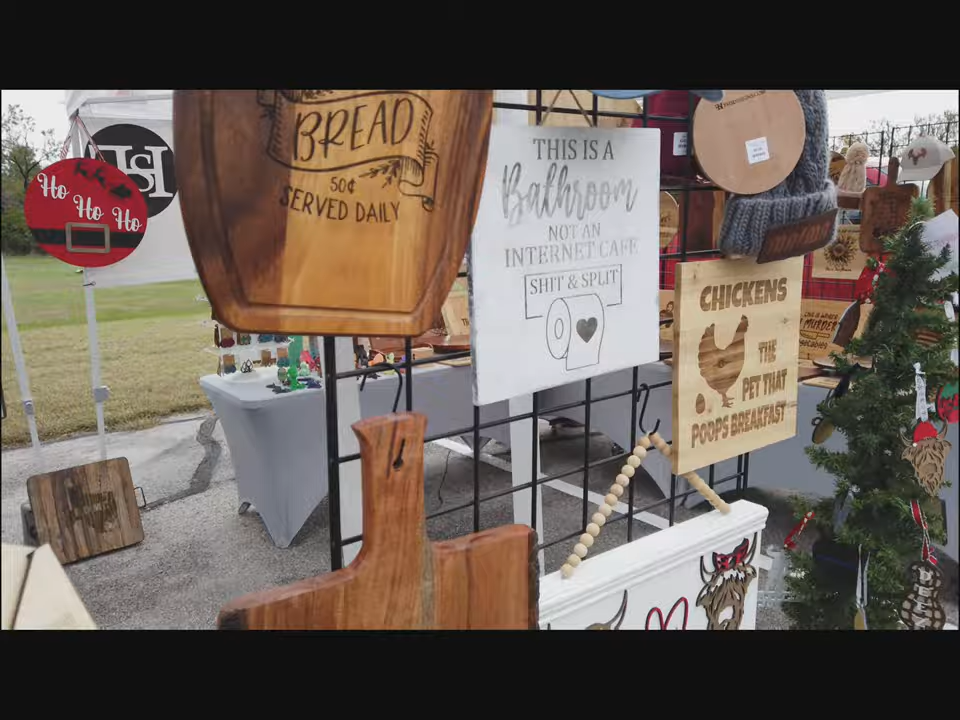 Ho
Ho
Ho
BREAD
50¢
SERVED DAILY
THIS IS A
Bathroom
NOT AN
INTERNET CAFE
SHIT & SPLIT
CHICKENS
THE
PET THAT
POOPS BREAKFAST
MURDER